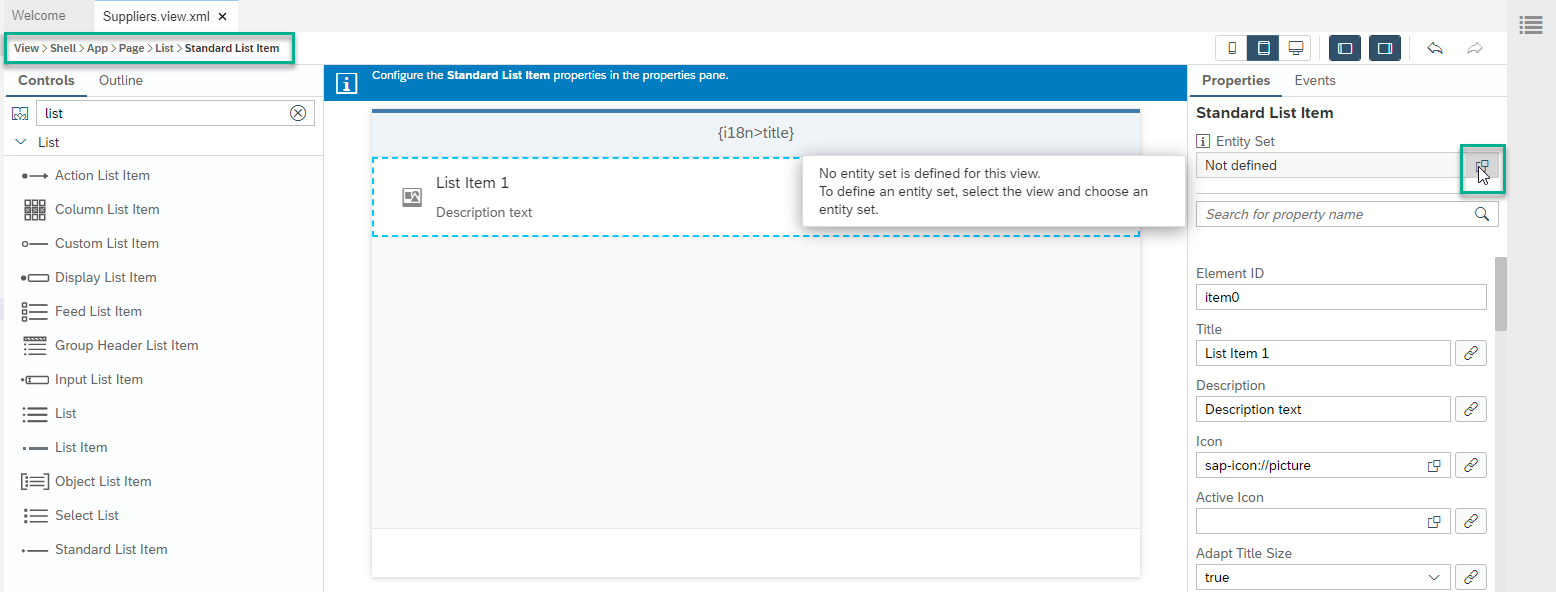 Welcome
Suppliers.view.xml ×
View > Shell > App > Page > List > Standard List Item
Controls
Outline
list
List
Action List Item
Column List Item
Custom List Item
Display List Item
Feed List Item
Group Header List Item
Input List Item
List
List Item
Object List Item
Select List
Standard List Item
Configure the Standard List Item properties in the properties pane.
{i18n>title}
List Item 1
Description text
No entity set is defined for this view.
To define an entity set, select the view and choose an
entity set.
Properties
Events
Standard List Item
Entity Set
Not defined
Search for property name
Element ID
item0
Title
List Item 1
Description
Description text
Icon
sap-icon://picture
Active Icon
Adapt Title Size
true